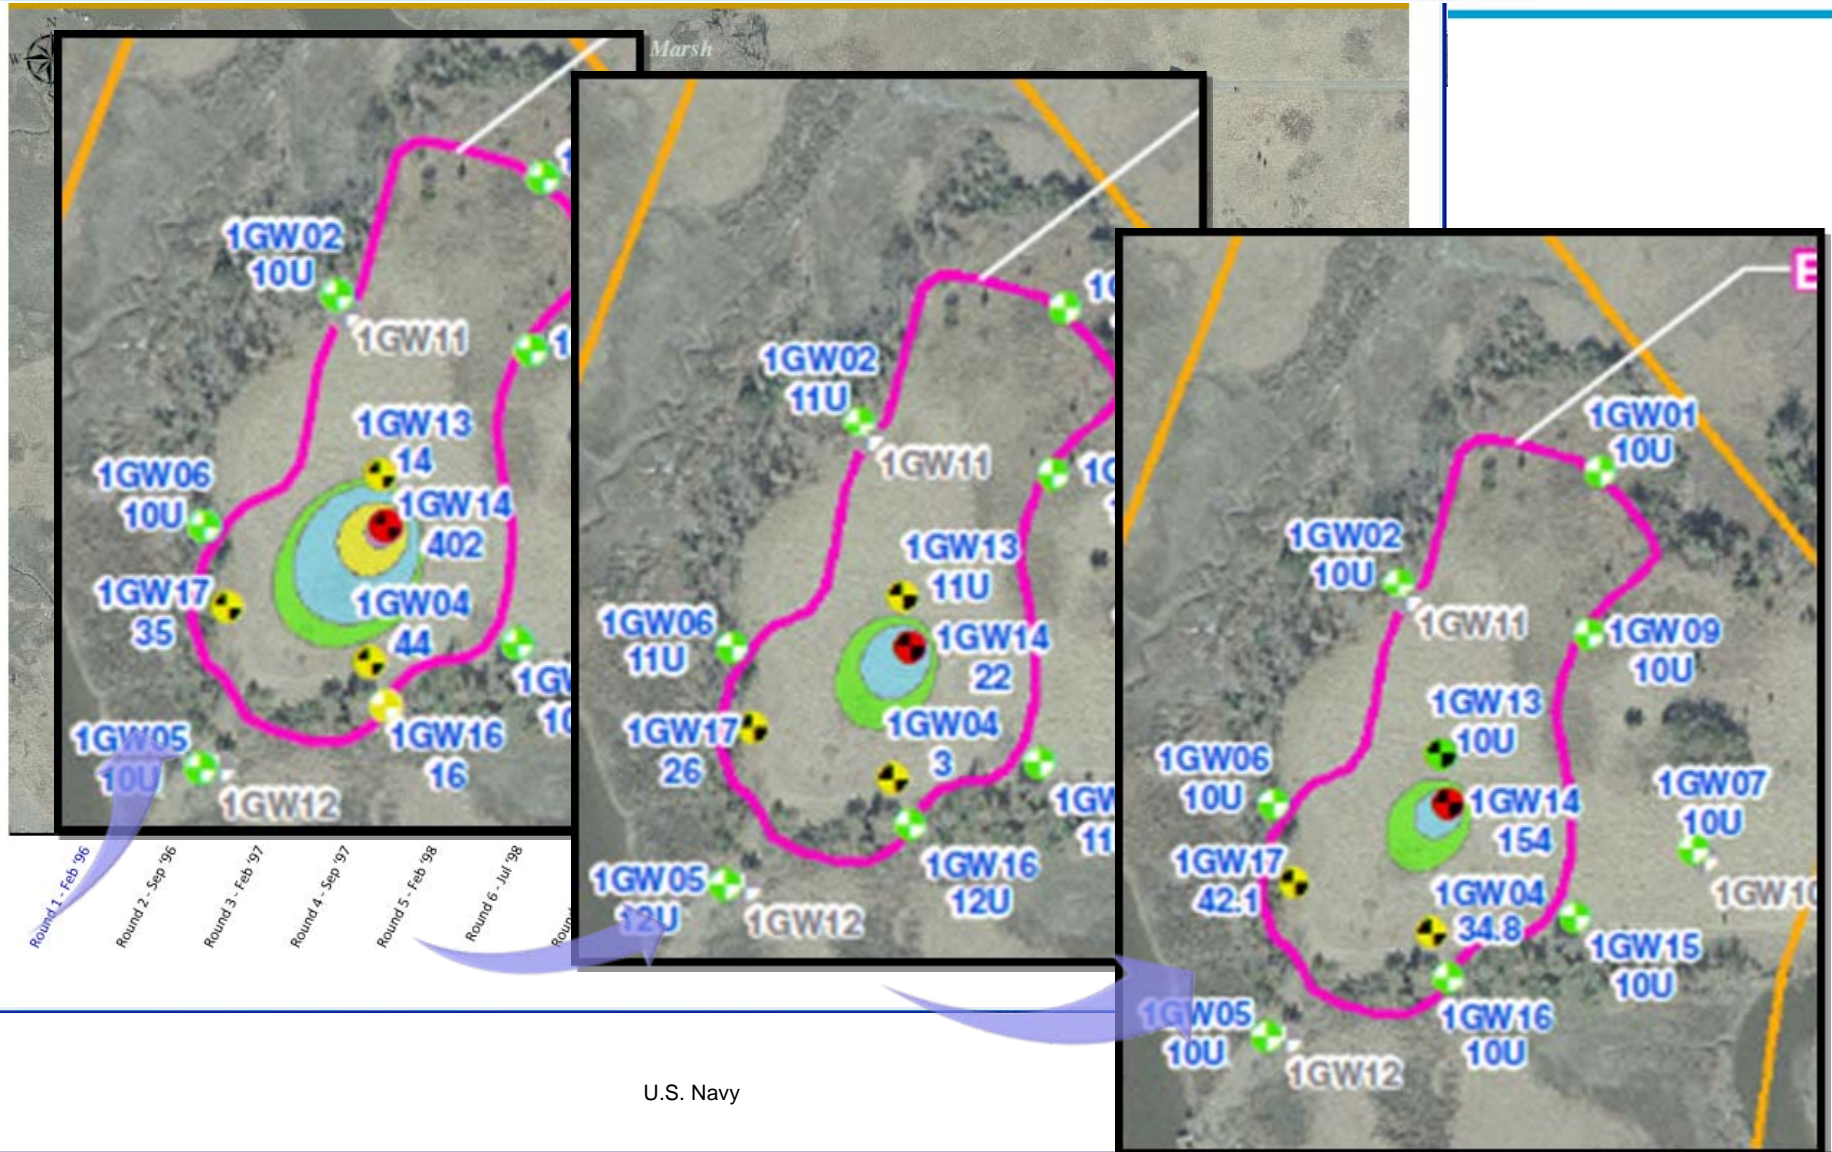 N
W
Marsh
1GW02
10U
1GW11
1GW13
14
1GW06
10U
1GW14
402
1GW17
35
1GW04
44
1GW05
10U
1GW16
16
1GW12
Round 1 - Feb '96
Round 2 - Sep '96
Round 3 - Feb '97
Round 4 - Sep '97
Round 5 - Feb '98
Round 6 - Jul '98
1GW02
11U
1GW11
1GW13
11U
1GW06
11U
1GW14
22
1GW17
26
1GW04
3
1GW05
12U
1GW16
12U
1GW12
E
1GW01
10U
1GW02
10U
1GW11
1GW09
10U
1GW13
10U
1GW06
10U
1GW14
154
1GW07
10U
1GW17
42.1
1GW04
34.8
1GW10
1GW15
10U
1GW05
10U
1GW16
10U
1GW12
U.S. Navy